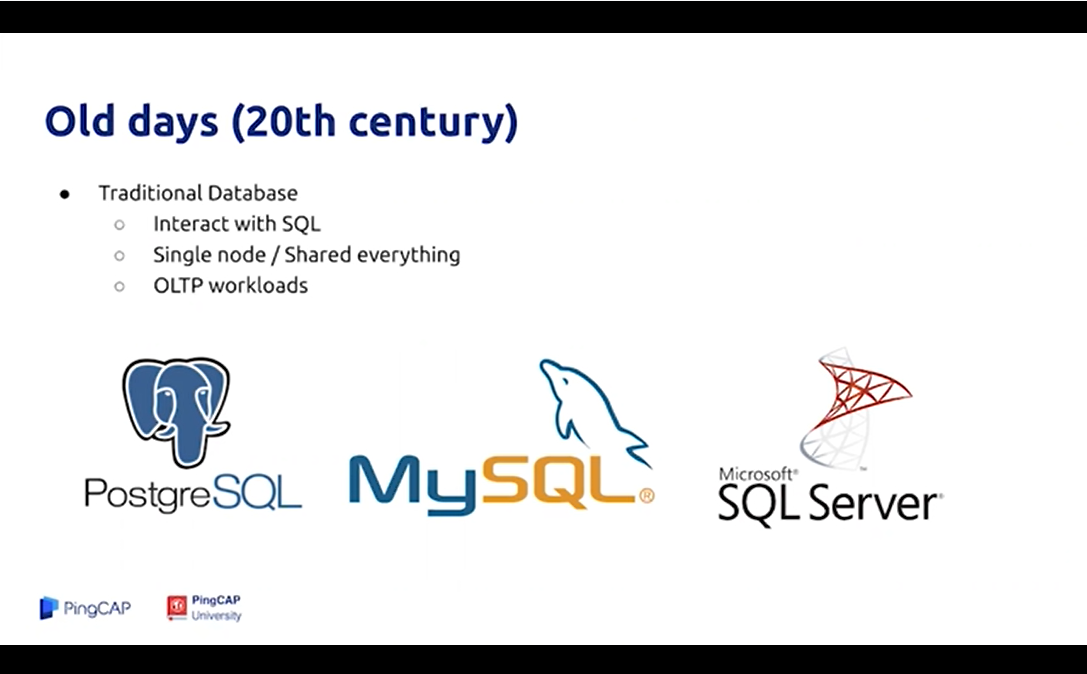 Old days (20th century)
● Traditional Database
○ Interact with SQL
○ Single node / Shared everything
○ OLTP workloads
PostgreSQL
MySQL®
Microsoft®
SQL Server®
™
PingCAP
PingCAP
University